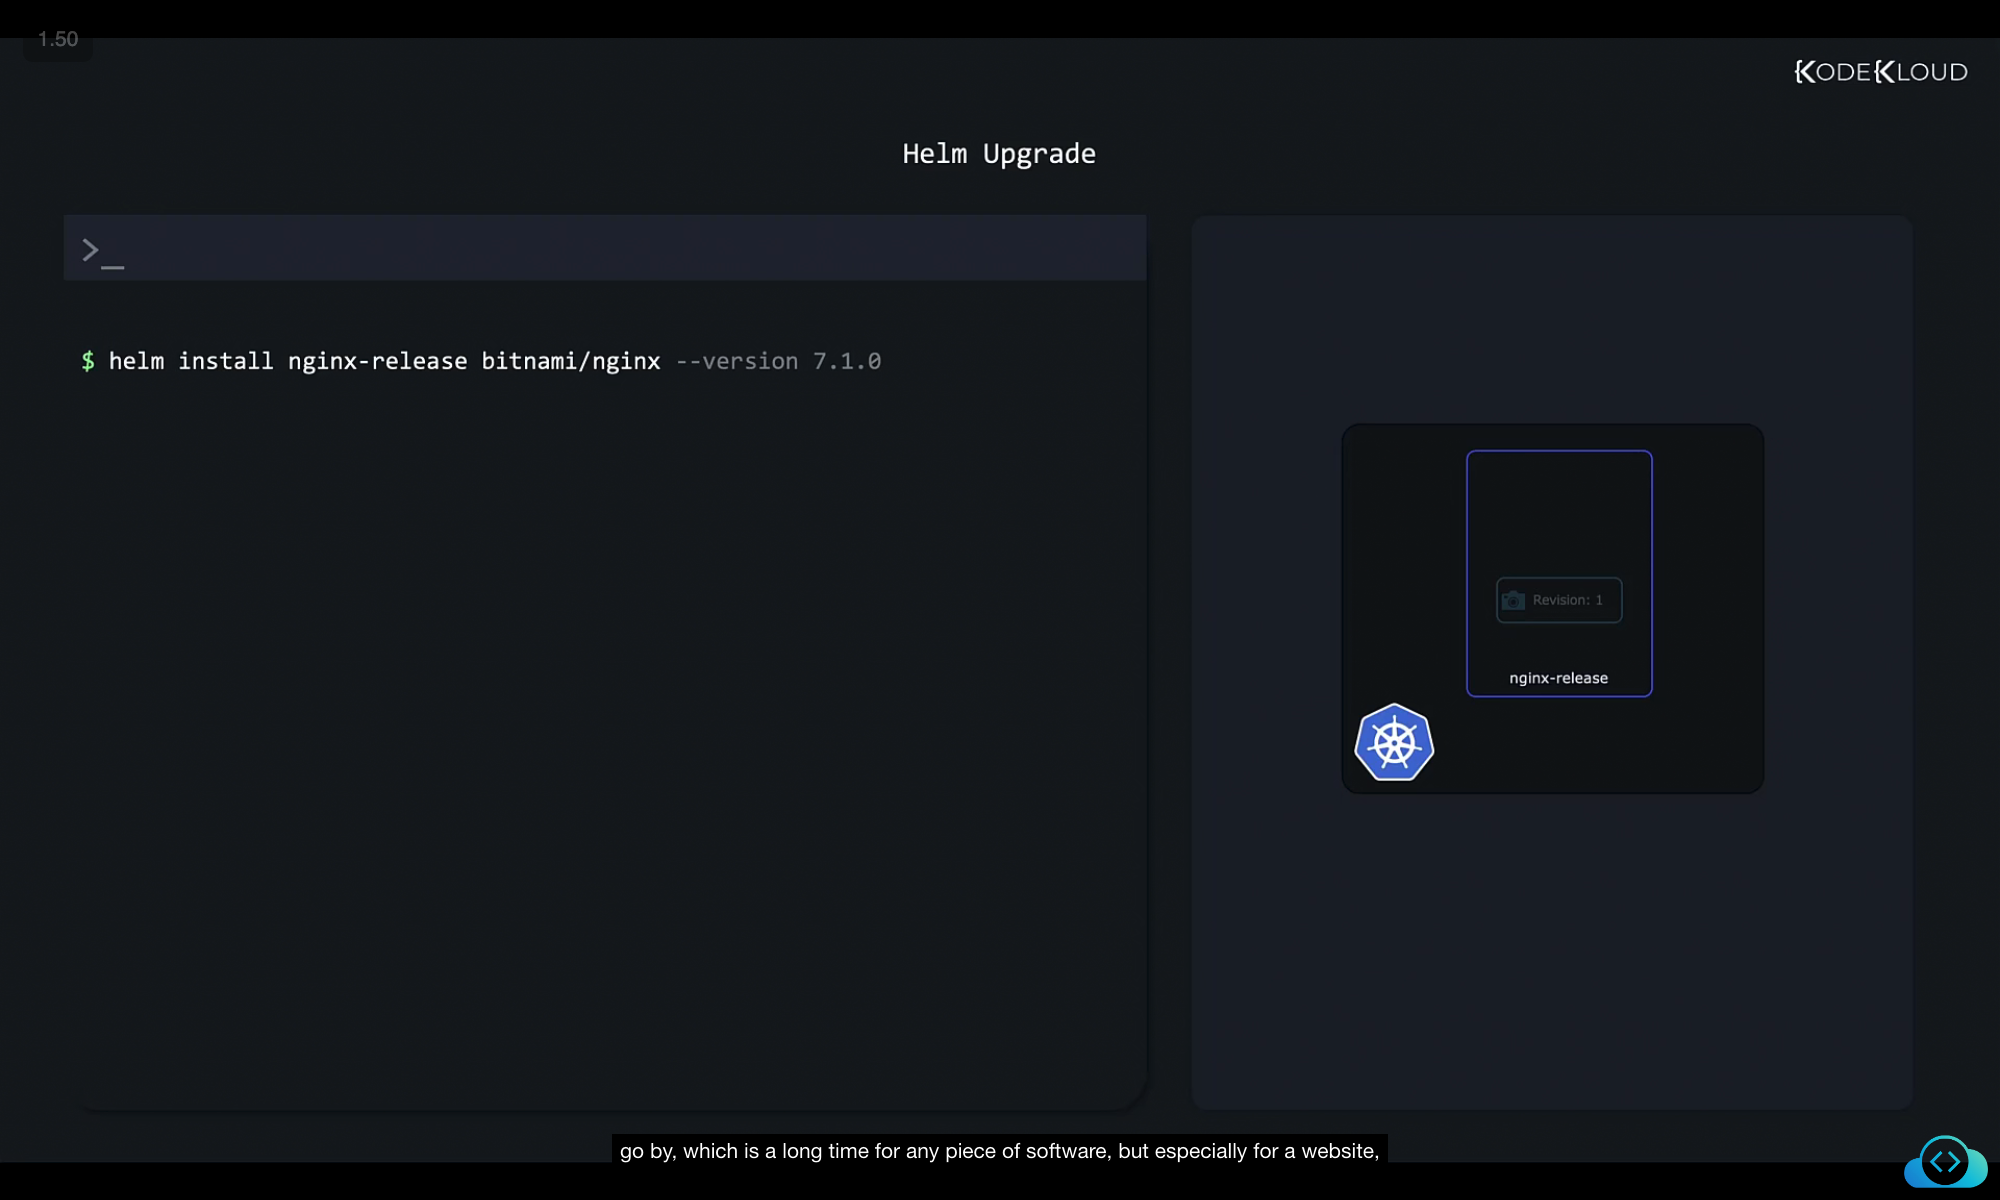 1.50
KODEKLOUD
Helm Upgrade
>_
$ helm install nginx-release bitnami/nginx --version 7.1.0
Revision: 1
nginx-release
go by, which is a long time for any piece of software, but especially for a website,